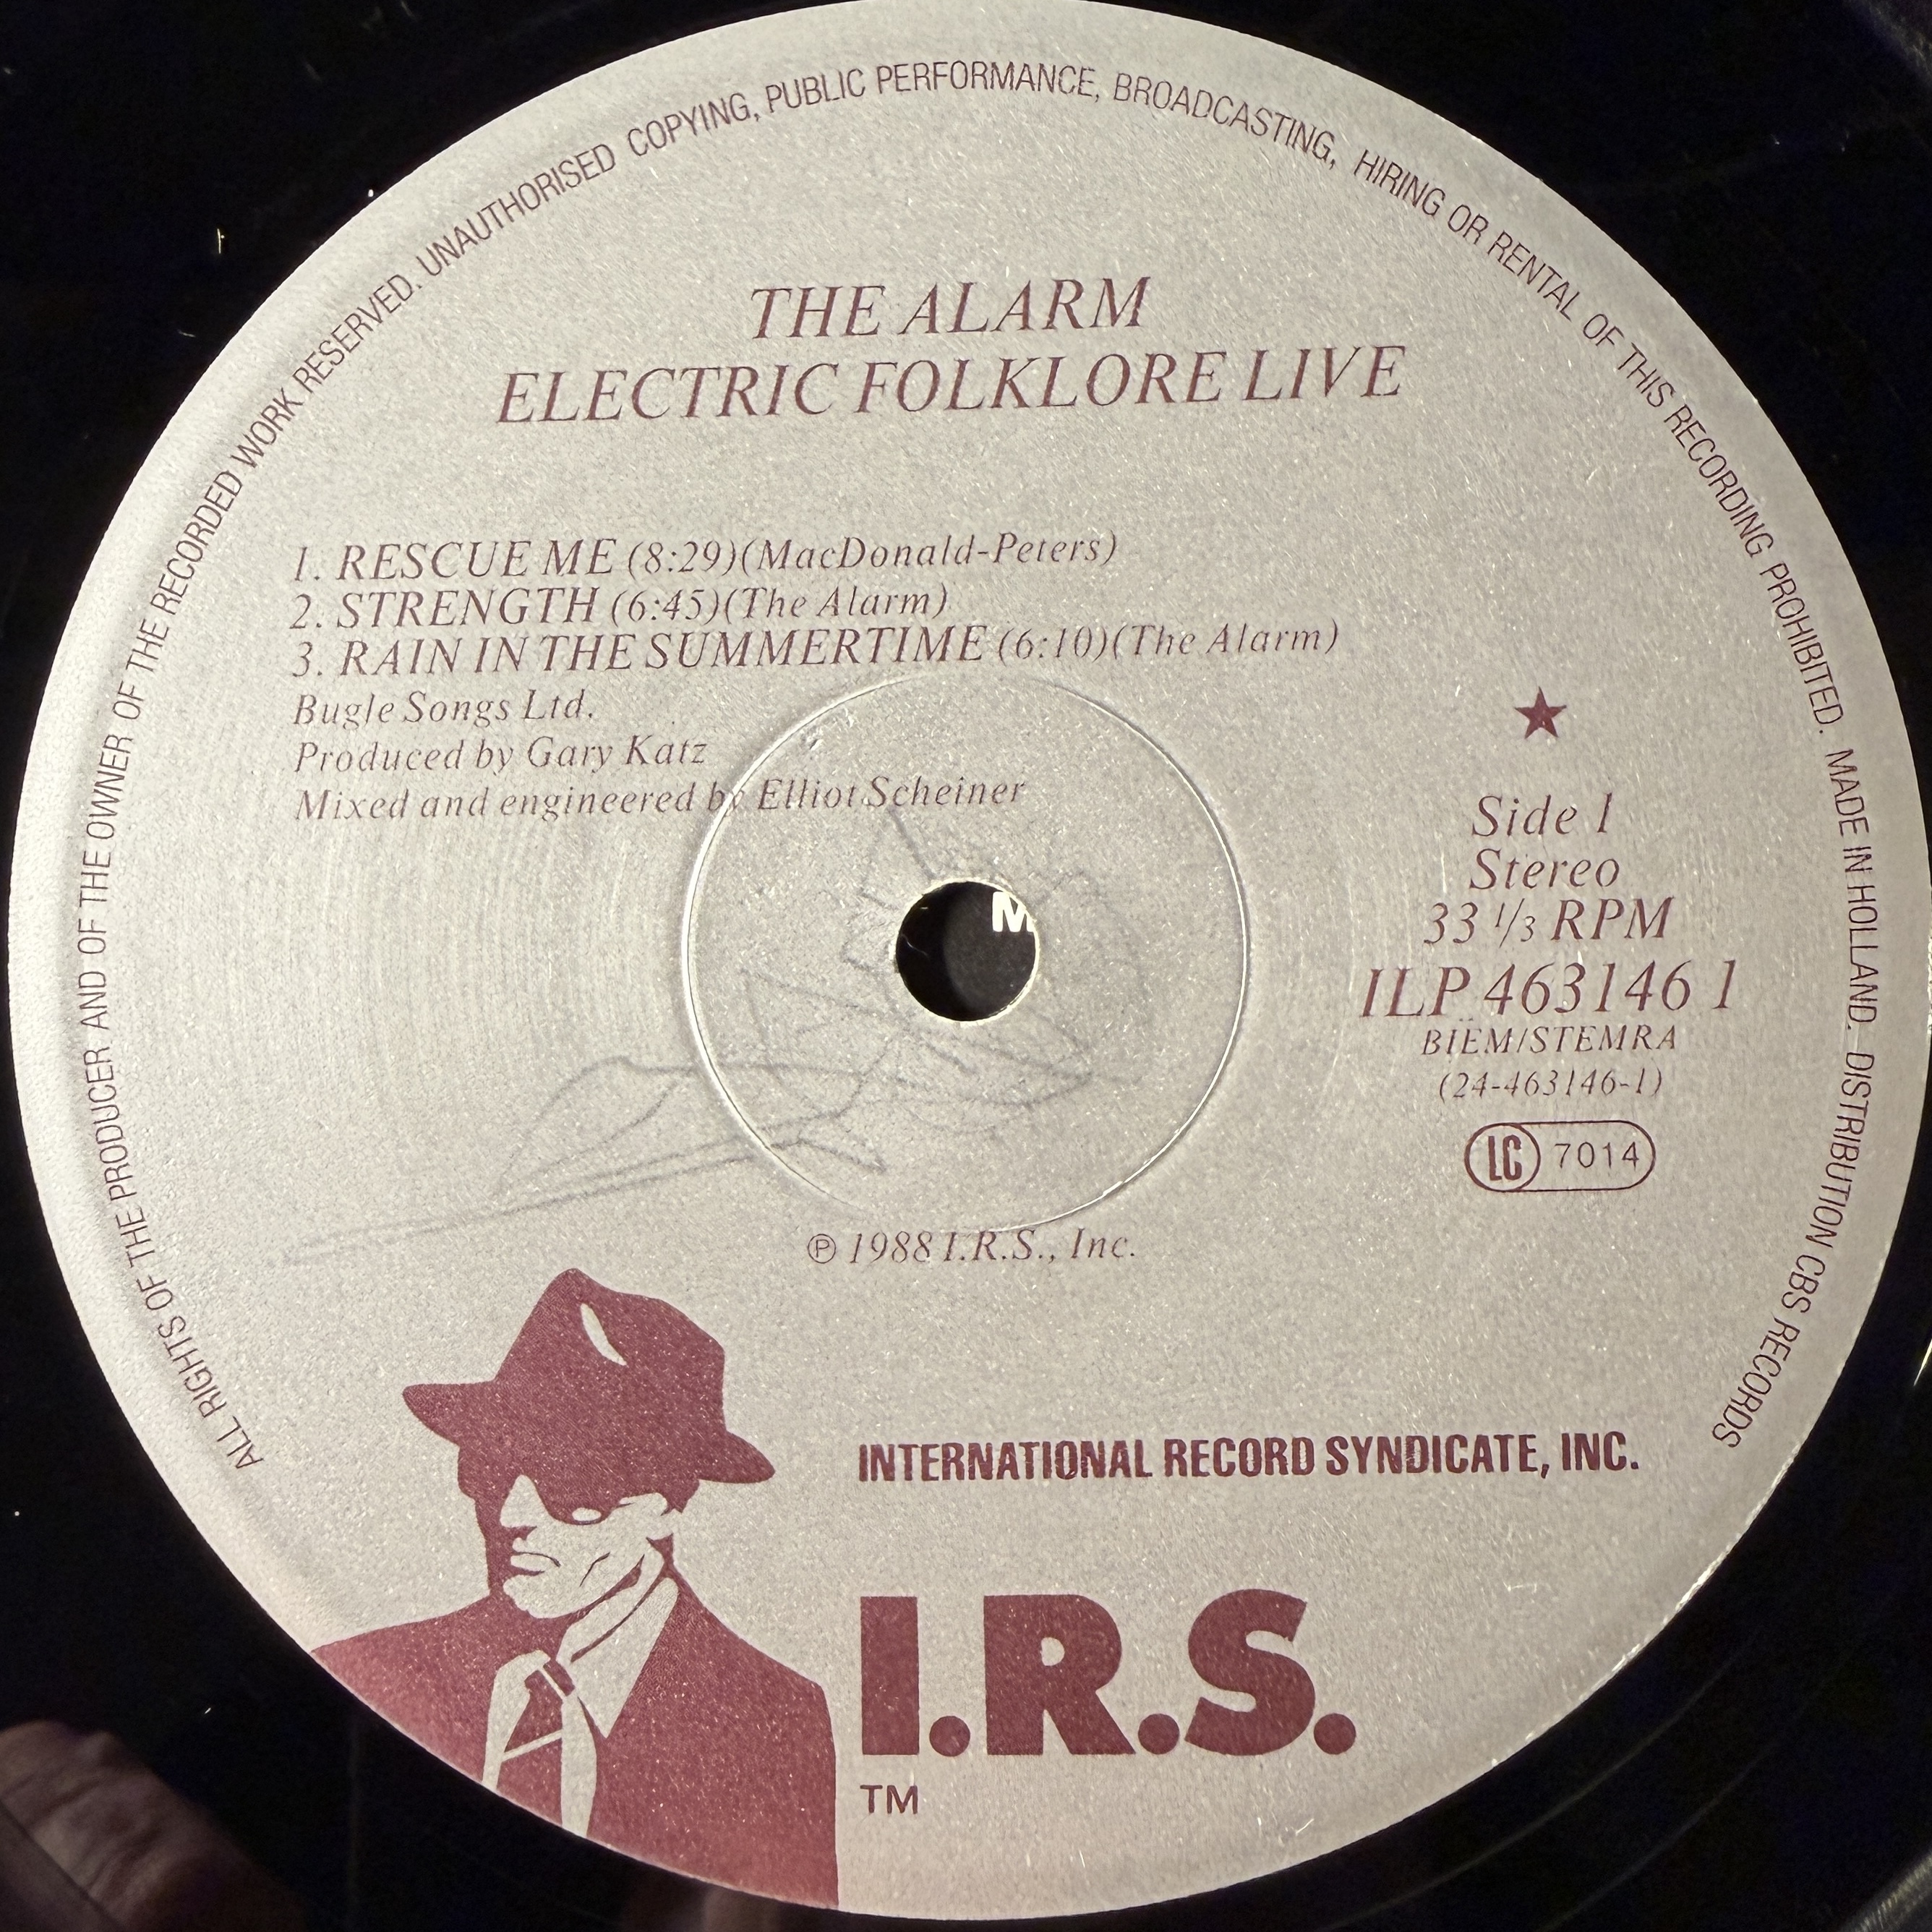 ALL RIGHTS OF THE PRODUCER AND OF THE OWNER OF THE RECORDED WORK RESERVED. UNAUTHORISED COPYING, PUBLIC PERFORMANCE, BROADCASTING, HIRING OR RENTAL OF THIS RECORDING PROHIBITED. MADE IN HOLLAND. DISTRIBUTION CBS RECORDS
THE ALARM
ELECTRIC FOLKLORE LIVE
1. RESCUE ME (8:29)(MacDonald-Peters)
2. STRENGTH (6:45)(The Alarm)
3. RAIN IN THE SUMMERTIME (6:10)(The Alarm)
Bugle Songs Ltd.
Produced by Gary Katz
Mixed and engineered by Elliot Scheiner
★
Side 1
Stereo
33 1/3 RPM
ILP 463146 1
BIËM/STEMRA
(24-463146-1)
LC 7014
M
℗ 1988 I.R.S., Inc.
INTERNATIONAL RECORD SYNDICATE, INC.
I.R.S.
TM